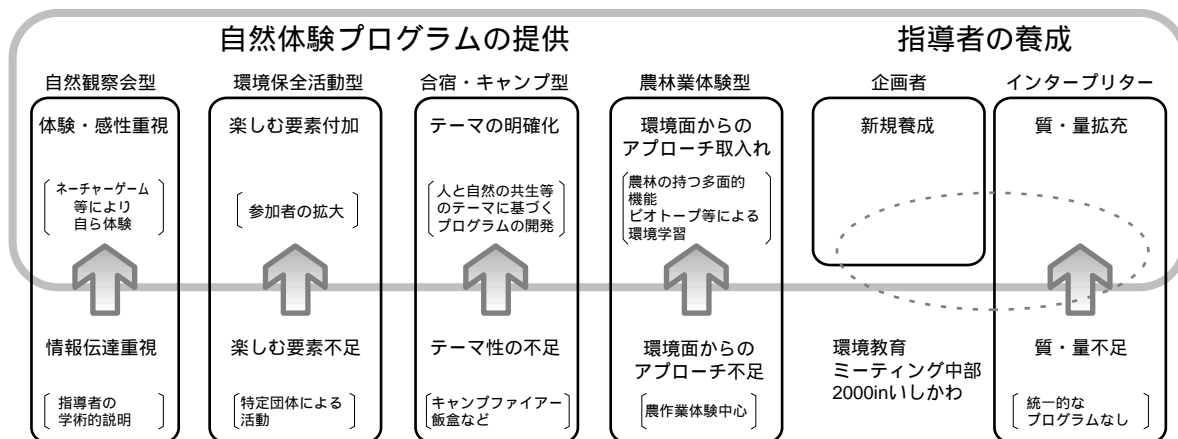 自然体験プログラムの提供
指導者の養成
自然観察会型
体験・感性重視
ネーチャーゲーム
等により
自ら体験
情報伝達重視
指導者の
学術的説明
環境保全活動型
楽しむ要素付加
参加者の拡大
楽しむ要素不足
特定団体による
活動
合宿・キャンプ型
テーマの明確化
人と自然の共生等
のテーマに基づく
プログラムの開発
テーマ性の不足
キャンプファイアー
飯盒など
農林業体験型
環境面からの
アプローチ取入れ
農林の持つ多面的
機能
ビオトープ等による
環境学習
環境面からの
アプローチ不足
農作業体験中心
企画者
新規養成
環境教育
ミーティング中部
2000inいしかわ
インタープリター
質・量拡充
質・量不足
統一的な
プログラムなし